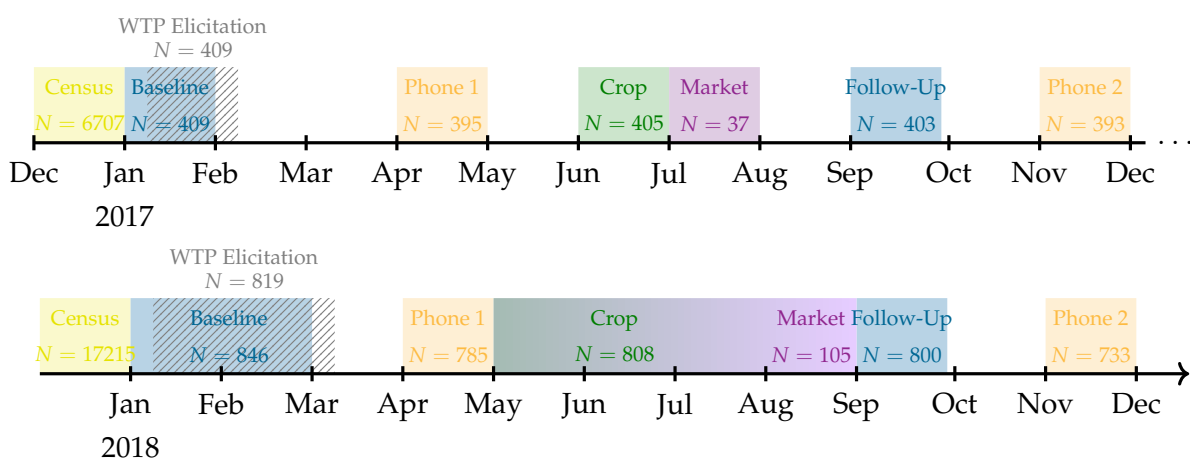 WTP Elicitation
N = 409
Census Baseline Phone 1 Crop Market Follow-Up Phone 2
N = 6707 N = 409 N = 395 N = 405 N = 37 N = 403 N = 393
. . .
Dec Jan Feb Mar Apr May Jun Jul Aug Sep Oct Nov Dec
2017
WTP Elicitation
N = 819
Census Baseline Phone 1 Crop Market Follow-Up Phone 2
N = 17215 N = 846 N = 785 N = 808 N = 105 N = 800 N = 733
Jan Feb Mar Apr May Jun Jul Aug Sep Oct Nov Dec
2018